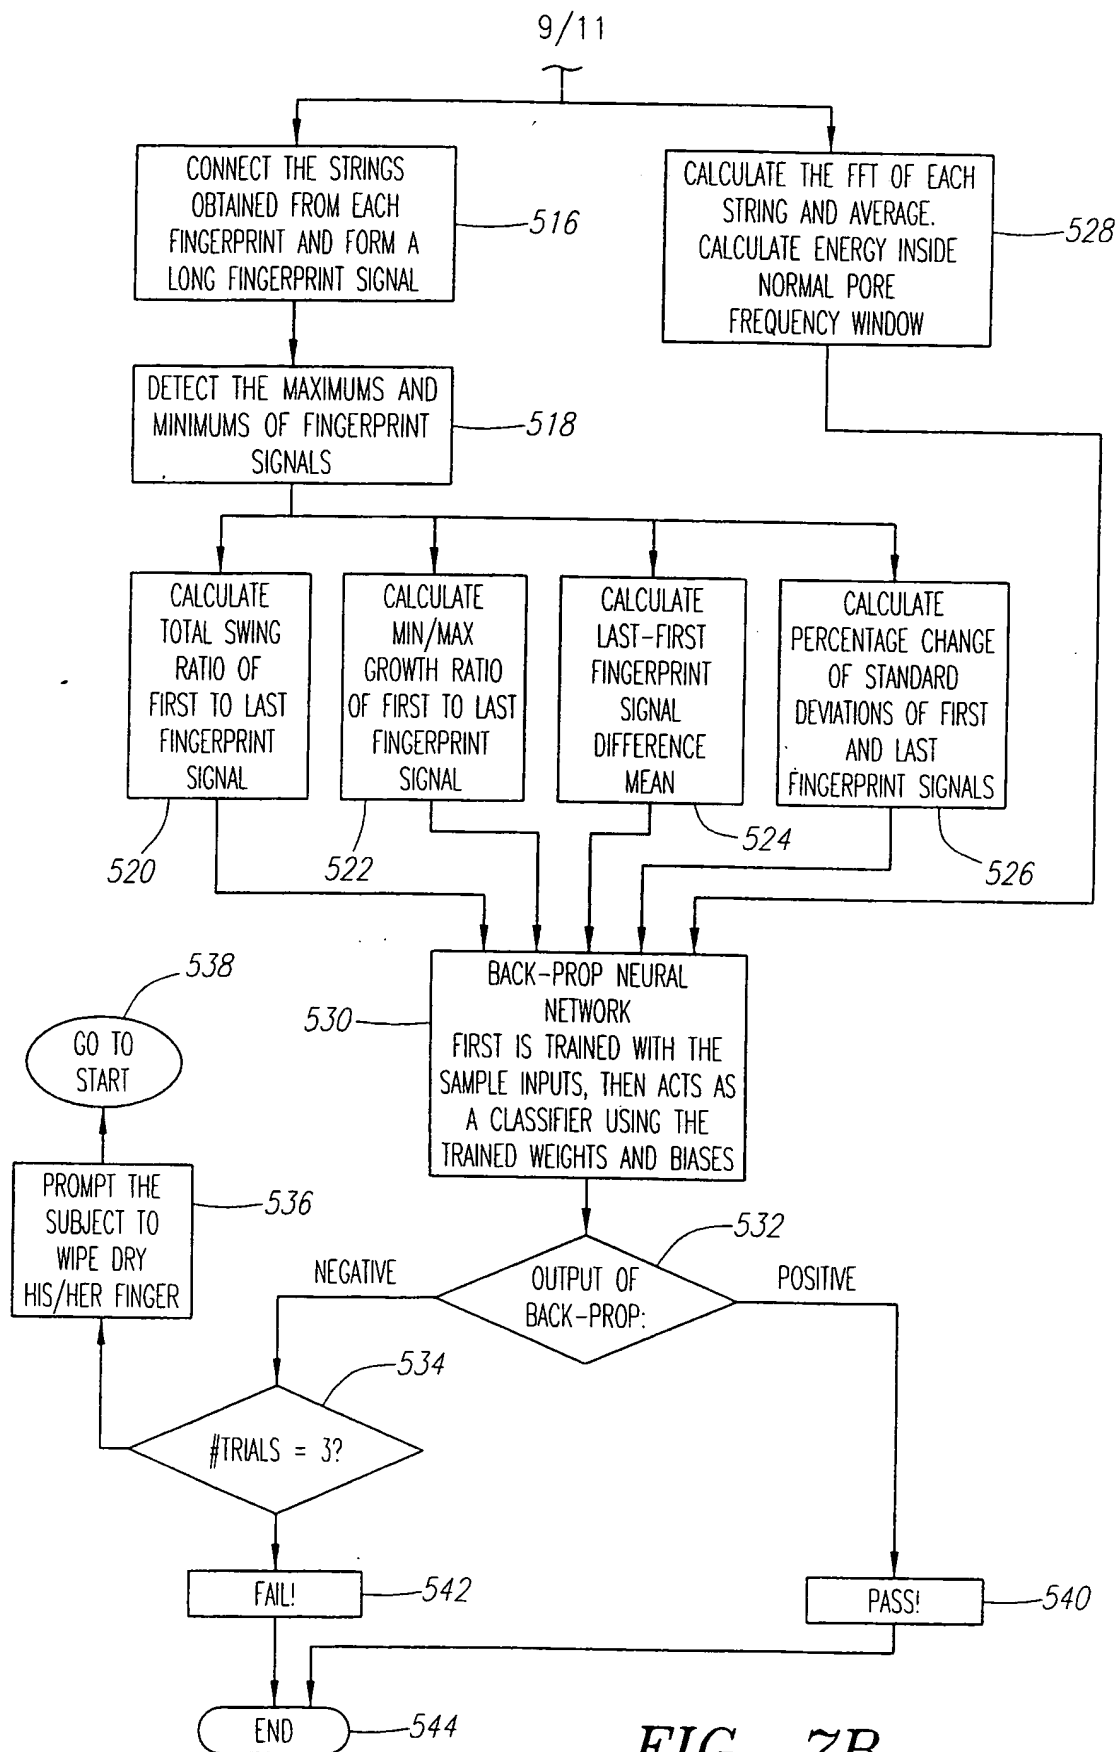 9/11
CONNECT THE STRINGS
OBTAINED FROM EACH
FINGERPRINT AND FORM A
LONG FINGERPRINT SIGNAL
516
CALCULATE THE FFT OF EACH
STRING AND AVERAGE.
CALCULATE ENERGY INSIDE
NORMAL PORE
FREQUENCY WINDOW
528
DETECT THE MAXIMUMS AND
MINIMUMS OF FINGERPRINT
SIGNALS
518
CALCULATE
TOTAL SWING
RATIO OF
FIRST TO LAST
FINGERPRINT
SIGNAL
520
CALCULATE
MIN/MAX
GROWTH RATIO
OF FIRST TO LAST
FINGERPRINT
SIGNAL
522
CALCULATE
LAST-FIRST
FINGERPRINT
SIGNAL
DIFFERENCE
MEAN
524
CALCULATE
PERCENTAGE CHANGE
OF STANDARD
DEVIATIONS OF FIRST
AND LAST
FINGERPRINT SIGNALS
526
BACK-PROP NEURAL
NETWORK
FIRST IS TRAINED WITH THE
SAMPLE INPUTS, THEN ACTS AS
A CLASSIFIER USING THE
TRAINED WEIGHTS AND BIASES
530
538
GO TO
START
PROMPT THE
SUBJECT TO
WIPE DRY
HIS/HER FINGER
536
532
NEGATIVE
OUTPUT OF
BACK-PROP:
POSITIVE
534
#TRIALS = 3?
FAIL!
542
PASS!
540
END
544
FIG. 7B